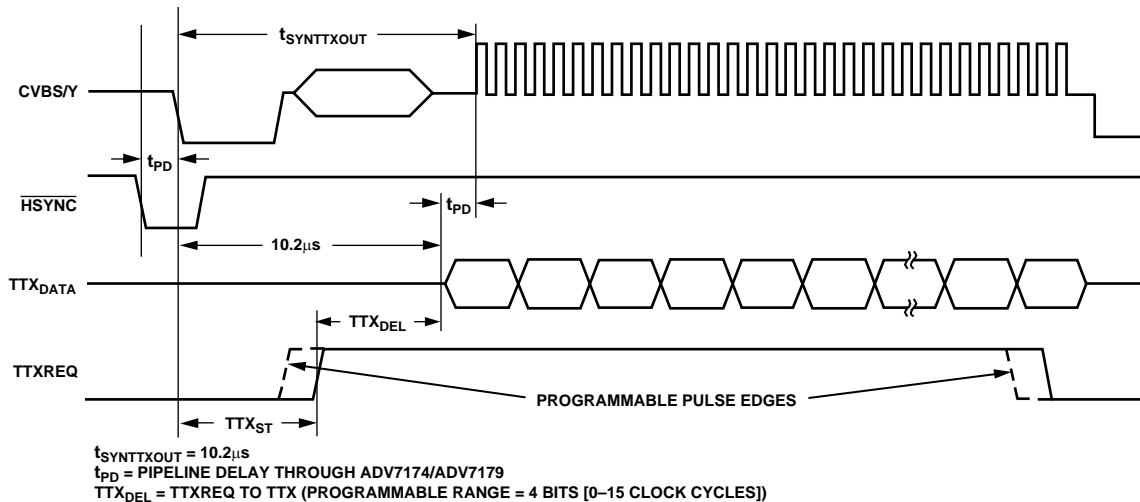 tSYNTTXOUT
CVBS/Y
tPD
HSYNC
tPD
10.2μs
TTXDATA
TTXDEL
TTXREQ
PROGRAMMABLE PULSE EDGES
TTXST
tSYNTTXOUT = 10.2μs
tPD = PIPELINE DELAY THROUGH ADV7174/ADV7179
TTXDEL = TTXREQ TO TTX (PROGRAMMABLE RANGE = 4 BITS [0–15 CLOCK CYCLES])